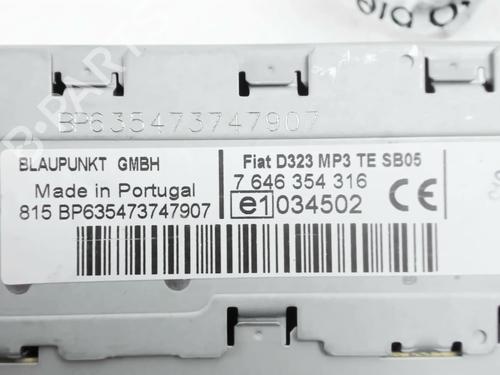 BP635473747907
BLAUPUNKT GMBH
Fiat D323 MP3 TE SB05
Made in Portugal
7 646 354 316
815 BP635473747907
e1 034502
CE